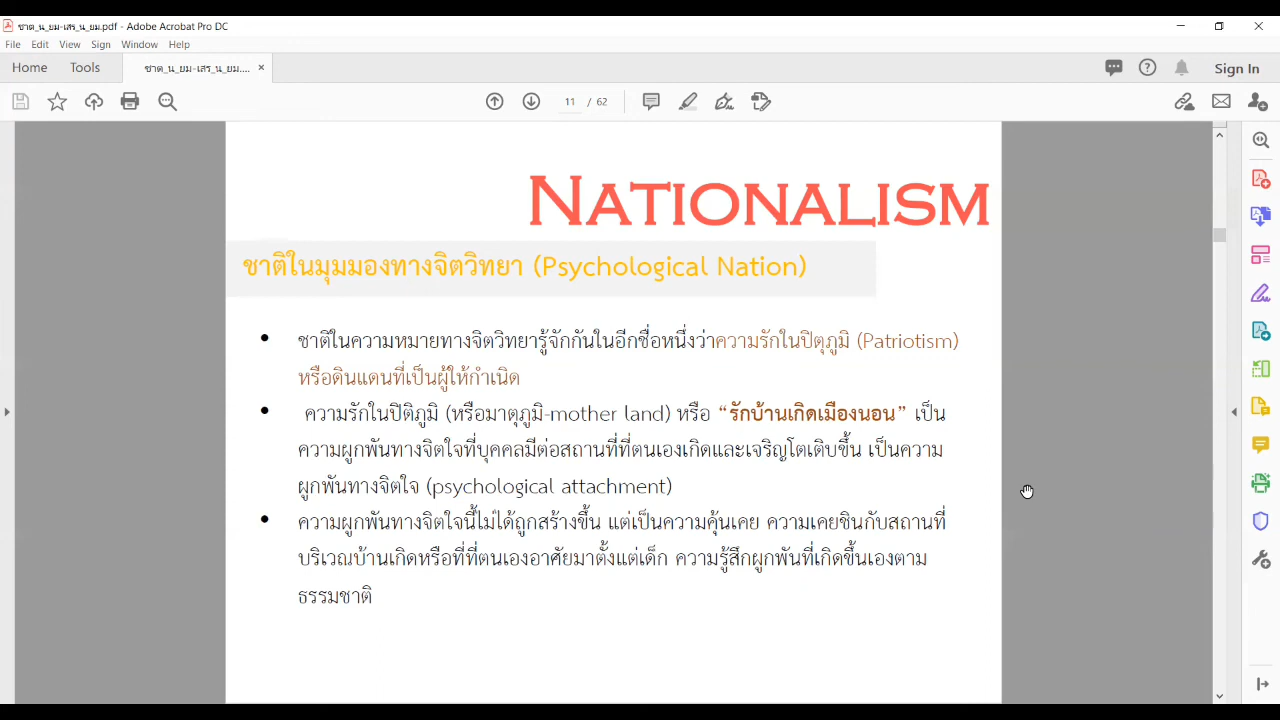 ชาต_น_ยม-เสร_น_ยม.pdf - Adobe Acrobat Pro DC
File Edit View Sign Window Help
Home Tools ชาต_น_ยม-เสร_น_ยม.... × Sign In
11 / 62
NATIONALISM
ชาติในมุมมองทางจิตวิทยา (Psychological Nation)
• ชาติในความหมายทางจิตวิทยารู้จักกันในอีกชื่อหนึ่งว่าความรักในปิตุภูมิ (Patriotism)
หรือดินแดนที่เป็นผู้ให้กำเนิด
• ความรักในปิติภูมิ (หรือมาตุภูมิ-mother land) หรือ “รักบ้านเกิดเมืองนอน” เป็น
ความผูกพันทางจิตใจที่บุคคลมีต่อสถานที่ที่ตนเองเกิดและเจริญโตเติบขึ้น เป็นความ
ผูกพันทางจิตใจ (psychological attachment)
• ความผูกพันทางจิตใจนี้ไม่ได้ถูกสร้างขึ้น แต่เป็นความคุ้นเคย ความเคยชินกับสถานที่
บริเวณบ้านเกิดหรือที่ที่ตนเองอาศัยมาตั้งแต่เด็ก ความรู้สึกผูกพันที่เกิดขึ้นเองตาม
ธรรมชาติ